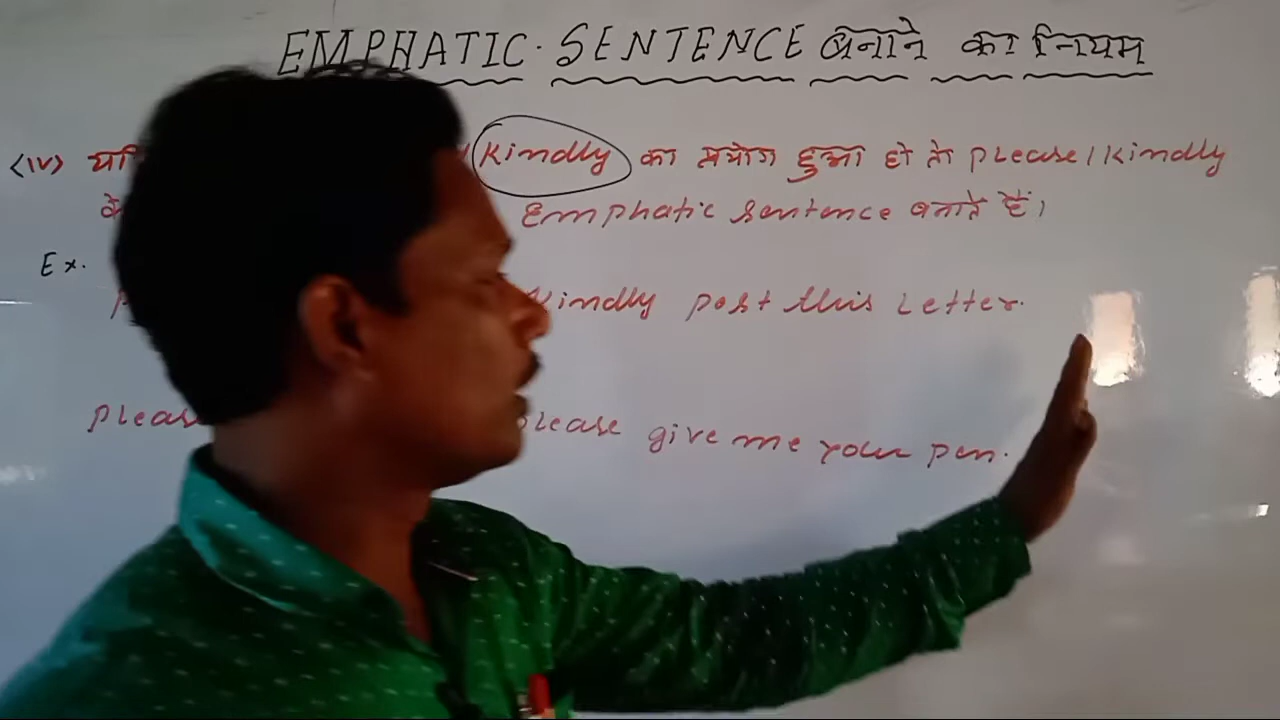 EMPHATIC. SENTENCE बनाने का नियम
<IV> यदि Kindly का प्रयोग हुआ हो तो please/kindly
के Emphatic sentence बनाते हैं।
Ex.
Kindly post this Letter.
please please give me your pen.